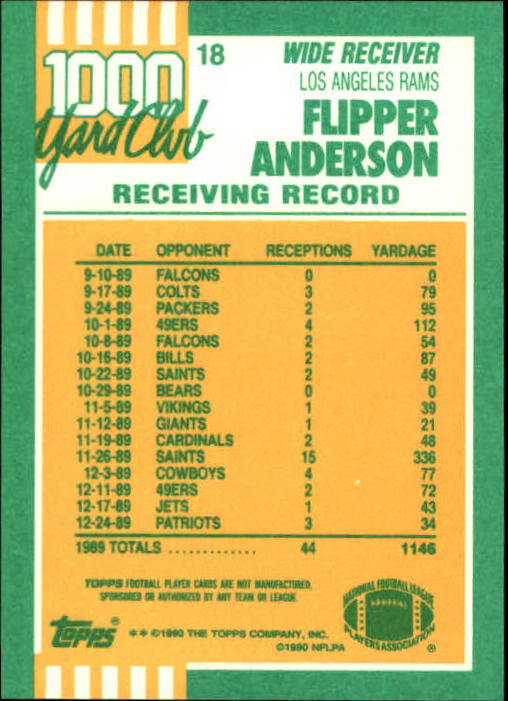 1000
Yard Club
18
WIDE RECEIVER
LOS ANGELES RAMS
FLIPPER
ANDERSON
RECEIVING RECORD
DATE OPPONENT RECEPTIONS YARDAGE
9-10-89 FALCONS 0 0
9-17-89 COLTS 3 79
9-24-89 PACKERS 2 95
10-1-89 49ERS 4 112
10-8-89 FALCONS 2 54
10-16-89 BILLS 2 87
10-22-89 SAINTS 2 49
10-29-89 BEARS 0 0
11-5-89 VIKINGS 1 39
11-12-89 GIANTS 1 21
11-19-89 CARDINALS 2 48
11-26-89 SAINTS 15 336
12-3-89 COWBOYS 4 77
12-11-89 49ERS 2 72
12-17-89 JETS 1 43
12-24-89 PATRIOTS 3 34
1989 TOTALS .............. 44 1146
TOPPS FOOTBALL PLAYER CARDS ARE NOT MANUFACTURED,
SPONSORED OR AUTHORIZED BY ANY TEAM OR LEAGUE.
TOPPS®
**©1990 THE TOPPS COMPANY, INC.
©1990 NFLPA
NATIONAL FOOTBALL LEAGUE
PLAYERS ASSOCIATION ®